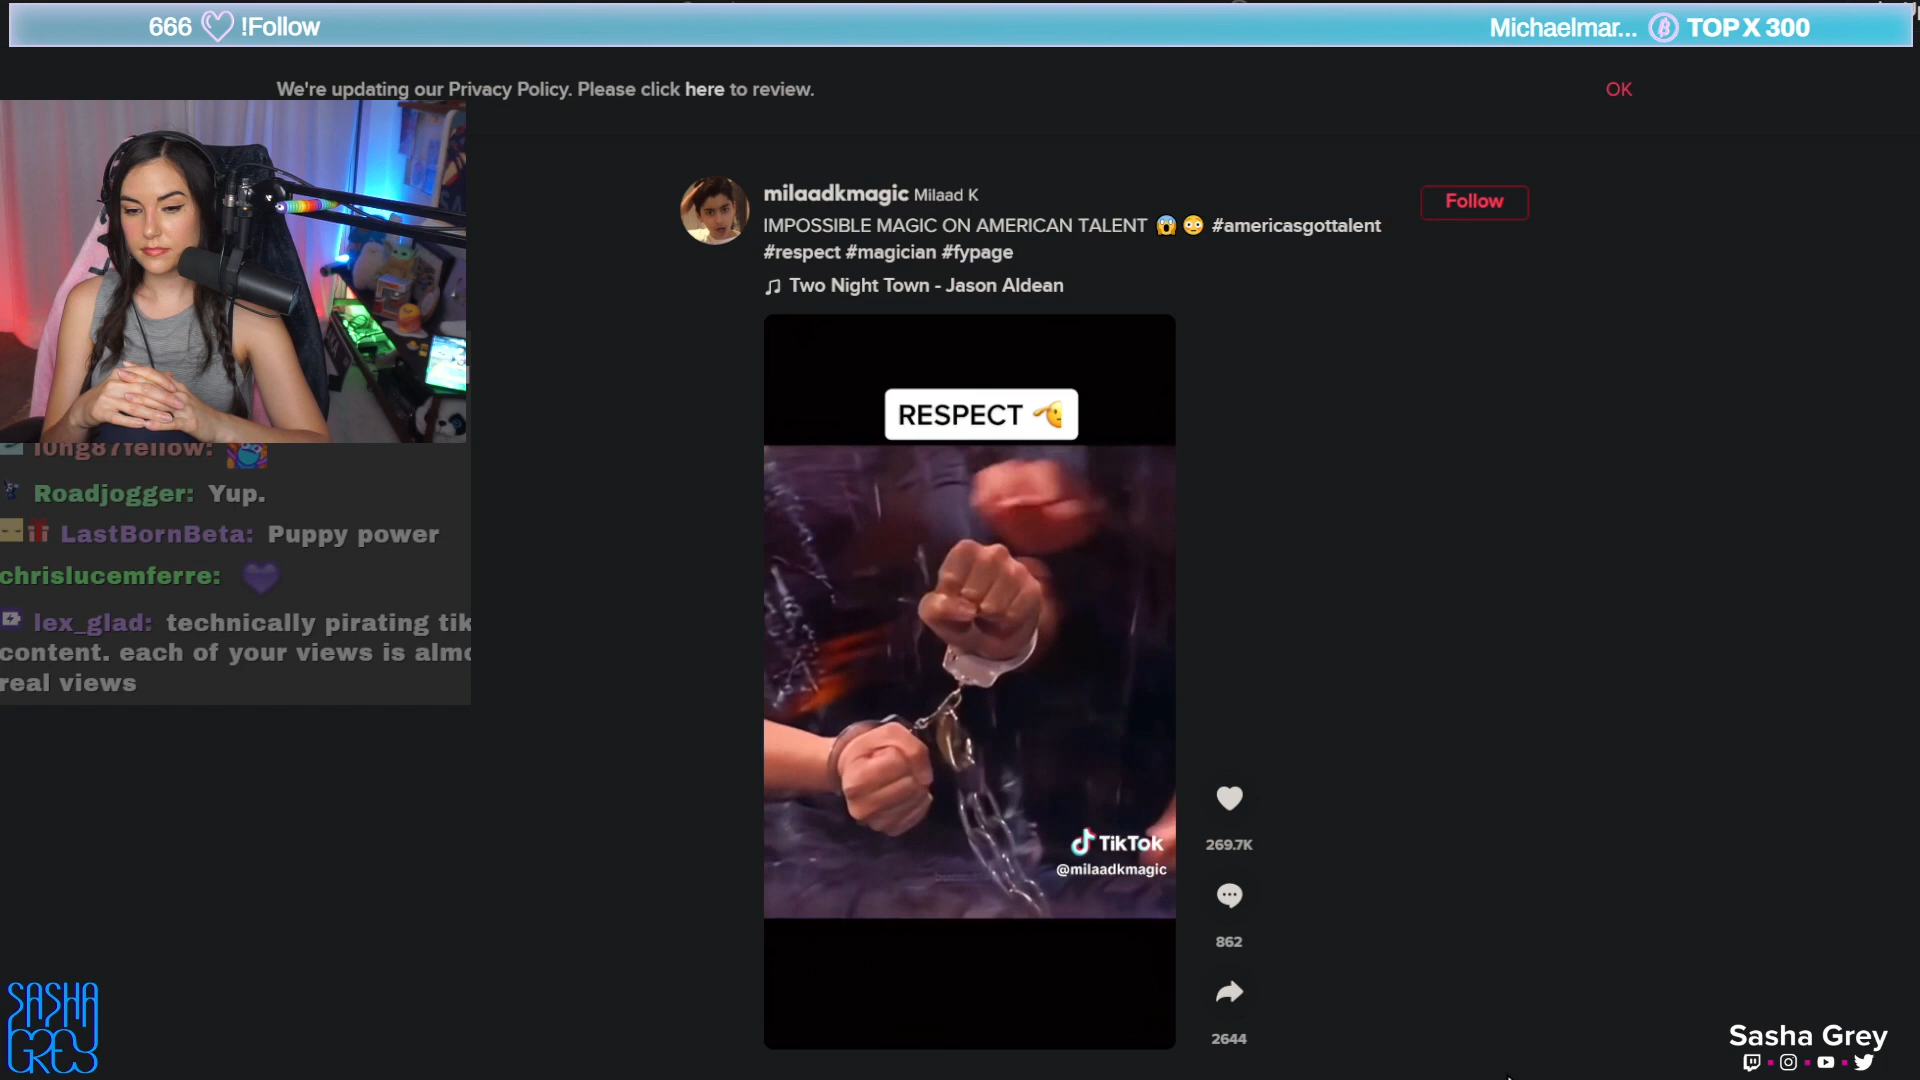 666 !Follow
Michaelmar... TOP X 300
We're updating our Privacy Policy. Please click here to review.
OK
milaadkmagic Milaad K
Follow
IMPOSSIBLE MAGIC ON AMERICAN TALENT 😱 😳 #americasgottalent
#respect #magician #fypage
♫ Two Night Town - Jason Aldean
RESPECT
TikTok
@milaadkmagic
269.7K
862
2644
l0ng87fellow:
Roadjogger: Yup.
LastBornBeta: Puppy power
chrislucemferre: 💜
lex_glad: technically pirating tik
content. each of your views is almo
real views
SASHA
GREY
Sasha Grey